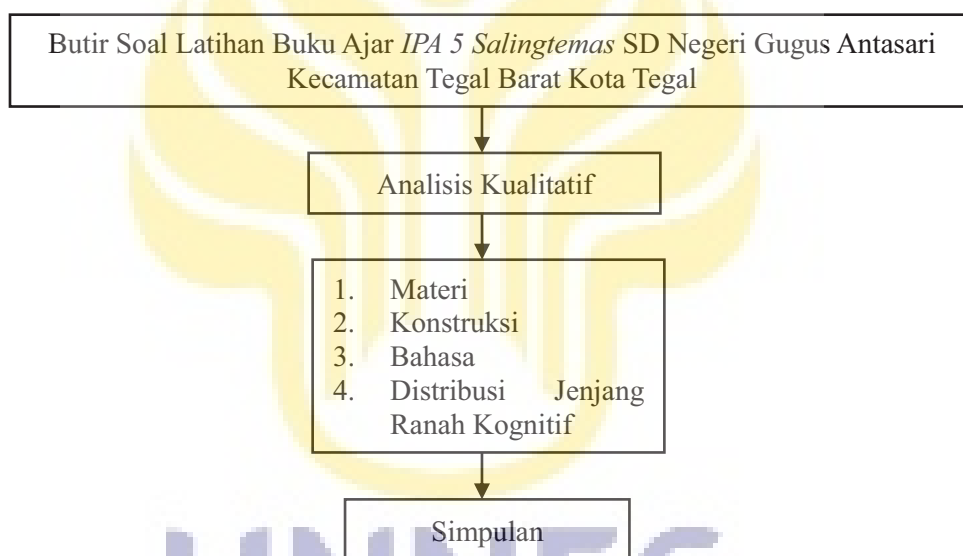 Butir Soal Latihan Buku Ajar IPA 5 Salingtemas SD Negeri Gugus Antasari
Kecamatan Tegal Barat Kota Tegal
Analisis Kualitatif
1. Materi
2. Konstruksi
3. Bahasa
4. Distribusi Jenjang
Ranah Kognitif
Simpulan
UNNES